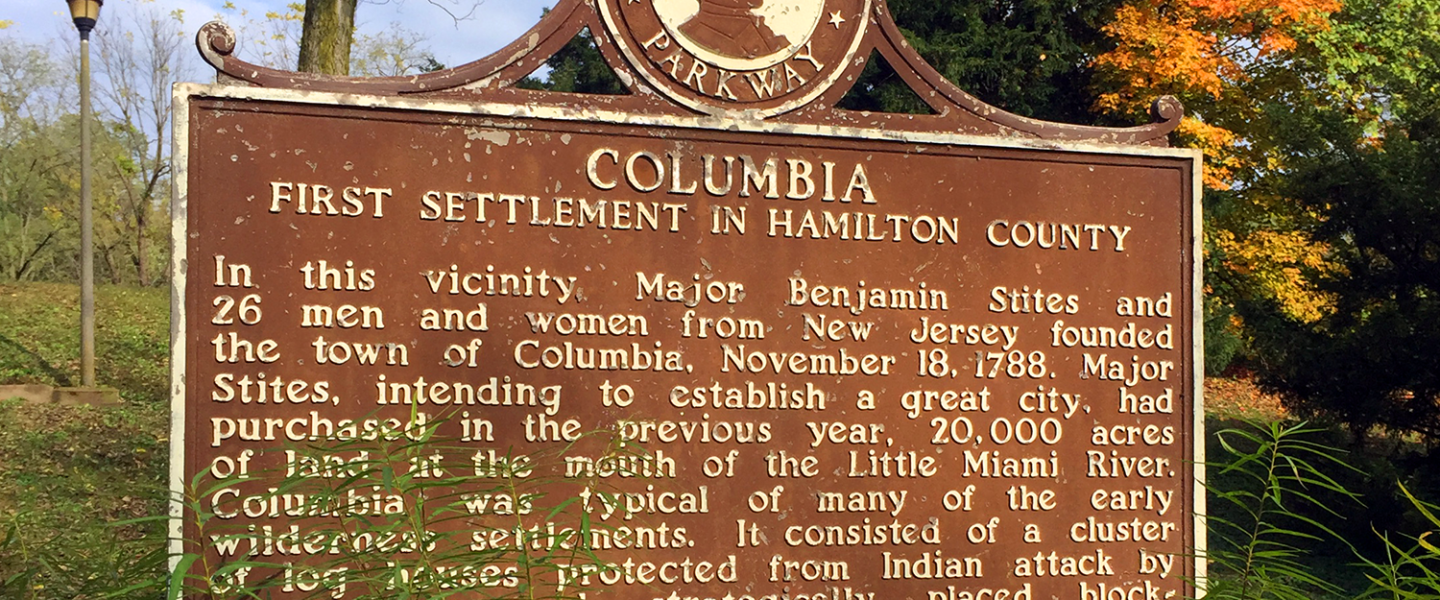 PARKWAY
COLUMBIA
FIRST SETTLEMENT IN HAMILTON COUNTY
In this vicinity, Major Benjamin Stites and
26 men and women from New Jersey founded
the town of Columbia, November 18, 1788. Major
Stites, intending to establish a great city, had
purchased in the previous year, 20,000 acres
of land at the mouth of the Little Miami River.
Columbia was typical of many of the early
wilderness settlements. It consisted of a cluster
of log houses protected from Indian attack by
strategically placed block-